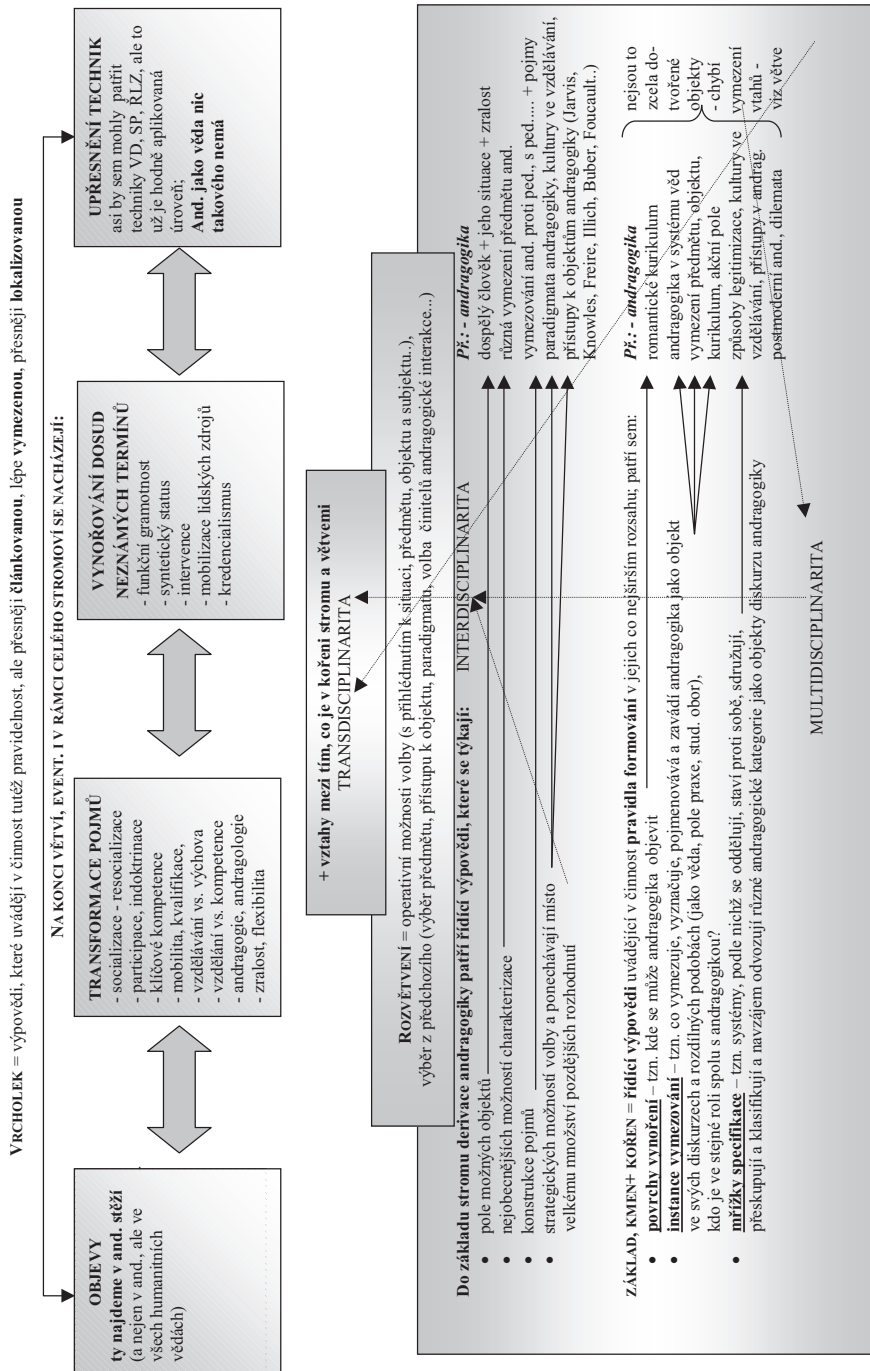 VRCHOLEK = výpovědi, které uvádějí v činnost tutéž pravidelnost, ale přesněji článkovanou, lépe vymezenou, přesněji lokalizovanou
NA KONCI VĚTVÍ, EVENT. I V RÁMCI CELÉHO STROMOVÍ SE NACHÁZEJÍ:
OBJEVY
ty najdeme v and. stěží
(a nejen v and., ale ve
všech humanitních
vědách)
TRANSFORMACE POJMŮ
- socializace - resocializace
- participace, indoktrinace
- klíčové kompetence
- mobilita, kvalifikace,
- vzdělávání vs. výchova
- vzdělání vs. kompetence
- andragogie, andragologie
- zralost, flexibilita
VYNOŘOVÁNÍ DOSUD
NEZNÁMÝCH TERMÍNŮ
- funkční gramotnost
- syntetický status
- intervence
- mobilizace lidských zdrojů
- kredencialismus
UPŘESNĚNÍ TECHNIK
asi by sem mohly patřit
techniky VD, SP, ŘLZ, ale to
už je hodně aplikovaná
úroveň;
And. jako věda nic
takového nemá
+ vztahy mezi tím, co je v kořeni stromu a větvemi
TRANSDISCIPLINARITA
ROZVĚTVENÍ = operativní možnosti volby (s přihlédnutím k situaci, předmětu, objektu a subjektu..),
výběr z předchozího (výběr předmětu, přístupu k objektu, paradigmatu, volba činitelů andragogické interakce...)
Do základu stromu derivace andragogiky patří řídící výpovědi, které se týkají:
INTERDISCIPLINARITA
Př.: - andragogika
• pole možných objektů
dospělý člověk + jeho situace + zralost
• nejobecnějších možností charakterizace
různá vymezení předmětu and.
• konstrukce pojmů
vymezování and. proti ped., s ped..... + pojmy
• strategických možností volby a ponechávají místo
velkému množství pozdějších rozhodnutí
paradigmata andragogiky, kultury ve vzdělávání,
přístupy k objektům andragogiky (Jarvis,
Knowles, Freire, Illich, Buber, Foucault..)
ZÁKLAD, KMEN+ KOŘEN = řídící výpovědi uvádějící v činnost pravidla formování v jejich co nejširším rozsahu; patří sem:
Př.: - andragogika
• povrchy vynoření – tzn. kde se může andragogika objevit
romantické kurikulum
• instance vymezování – tzn. co vymezuje, vyznačuje, pojmenovává a zavádí andragogika jako objekt
ve svých diskurzech a rozdílných podobách (jako věda, pole praxe, stud. obor),
kdo je ve stejné roli spolu s andragogikou?
andragogika v systému věd
vymezení předmětu, objektu,
kurikulum, akční pole
• mřížky specifikace – tzn. systémy, podle nichž se oddělují, staví proti sobě, sdružují,
přeskupují a klasifikují a navzájem odvozují různé andragogické kategorie jako objekty diskurzu andragogiky
způsoby legitimizace, kultury ve
vzdělávání, přístupy v andrag.
postmoderní and., dilemata
nejsou to
zcela do-
tvořené
objekty
- chybí
vymezení
vtahů -
viz větve
MULTIDISCIPLINARITA